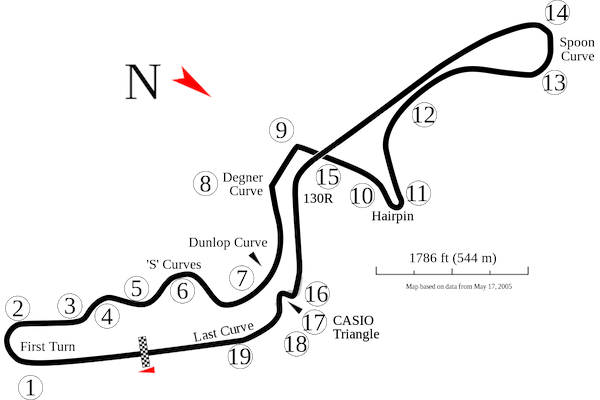 14
Spoon
Curve
13
N
12
9
8
Degner
Curve
15
130R
10
11
Hairpin
Dunlop Curve
'S' Curves
7
1786 ft (544 m)
Map based on data from May 17, 2005
5
6
16
2
3
4
17
CASIO
Triangle
Last Curve
18
First Turn
19
1